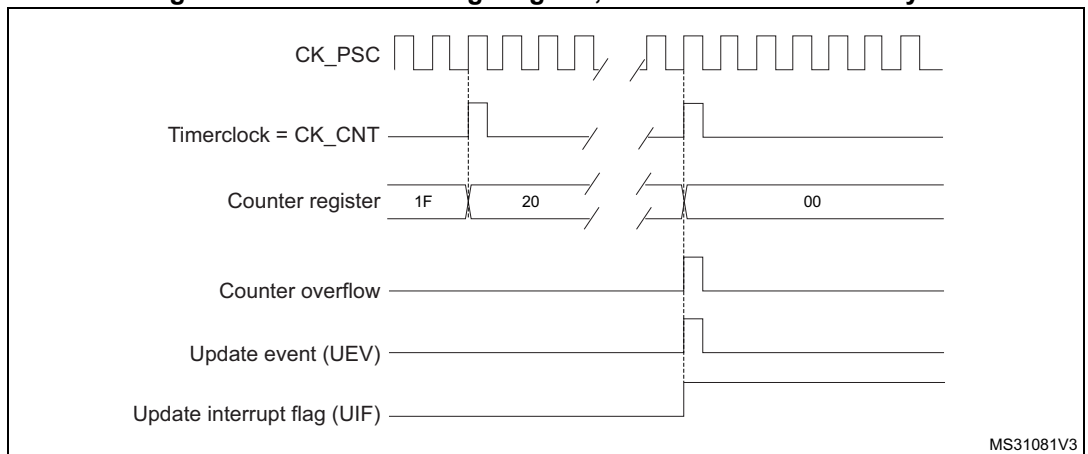 CK_PSC
Timerclock = CK_CNT
Counter register
1F
20
00
Counter overflow
Update event (UEV)
Update interrupt flag (UIF)
MS31081V3